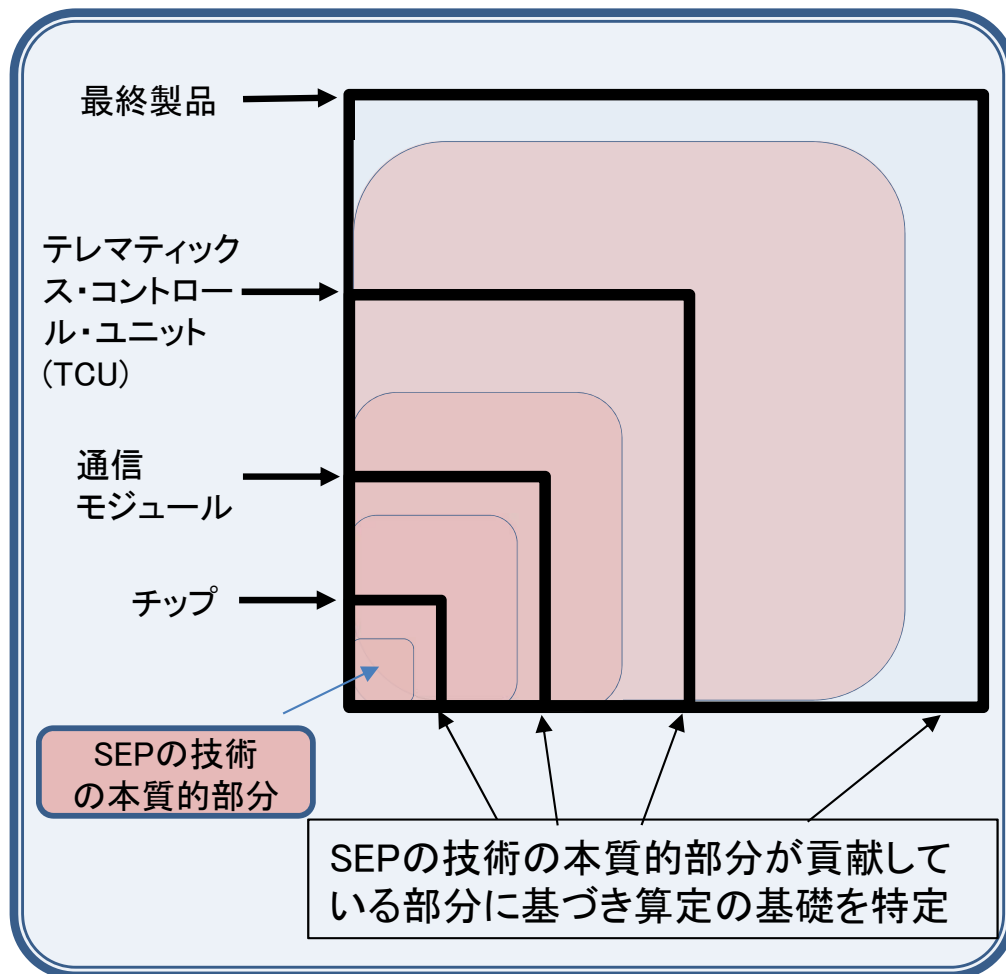 最終製品
テレマティック
ス・コントロー
ル・ユニット
(TCU)
通信
モジュール
チップ
SEPの技術
の本質的部分
SEPの技術の本質的部分が貢献して
いる部分に基づき算定の基礎を特定